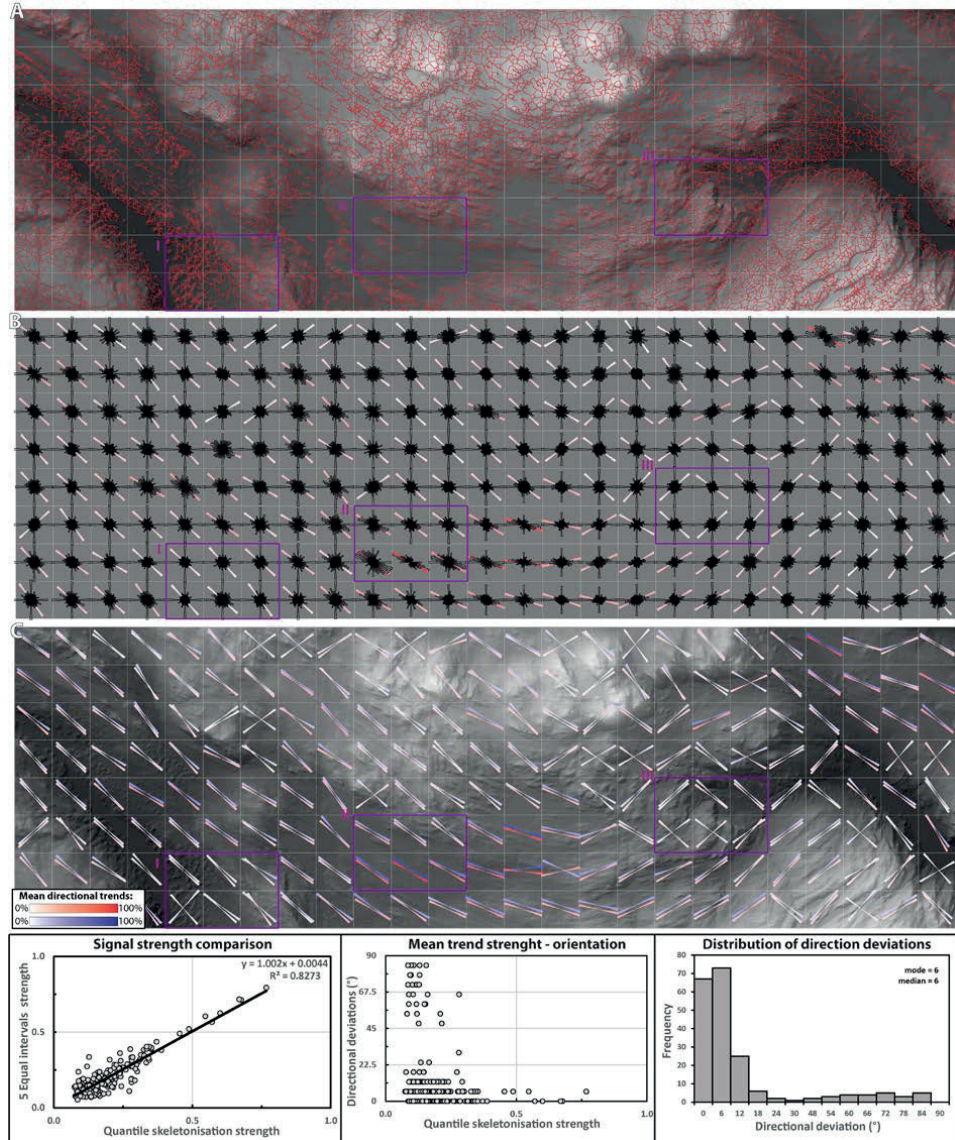 A
I
II
III
B
I
II
III
C
I
II
III
Mean directional trends:
0% 100%
0% 100%
Signal strength comparison
y = 1.002x + 0.0044
R² = 0.8273
5 Equal intervals strength
1.0
0.5
0.0
0.0 0.5 1.0
Quantile skeletonisation strength
Mean trend strenght - orientation
Directional deviations (°)
90
67.5
45
22.5
0
0.0 0.5 1.0
Quantile skeletonisation strength
Distribution of direction deviations
mode = 6
median = 6
Frequency
80
70
60
50
40
30
20
10
0
0 6 12 18 24 30 48 54 60 66 72 78 84 90
Directional deviation (°)